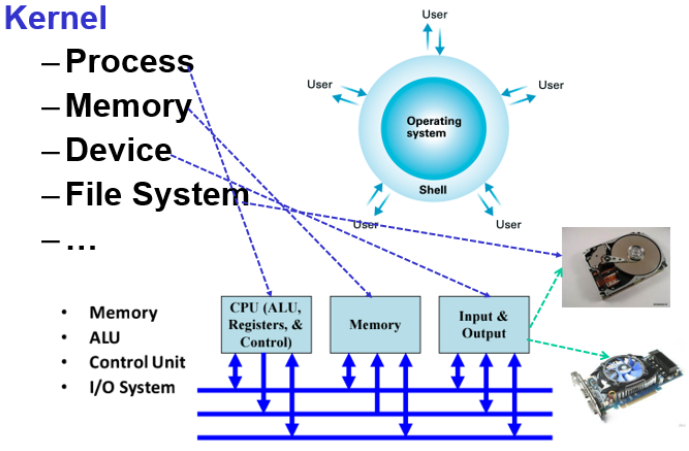 Kernel
– Process
– Memory
– Device
– File System
– ...
User
User
User
Operating
system
Shell
User
User
• Memory
• ALU
• Control Unit
• I/O System
CPU (ALU,
Registers, &
Control)
Memory
Input &
Output